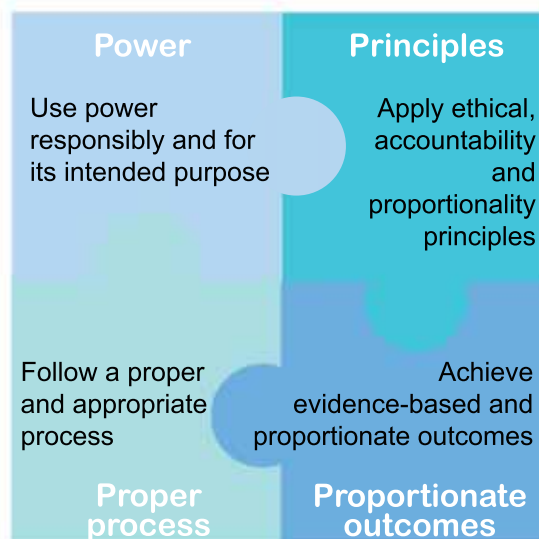 Power
Use power
responsibly and for
its intended purpose
Principles
Apply ethical,
accountability
and
proportionality
principles
Follow a proper
and appropriate
process
Proper
process
Achieve
evidence-based and
proportionate outcomes
Proportionate
outcomes